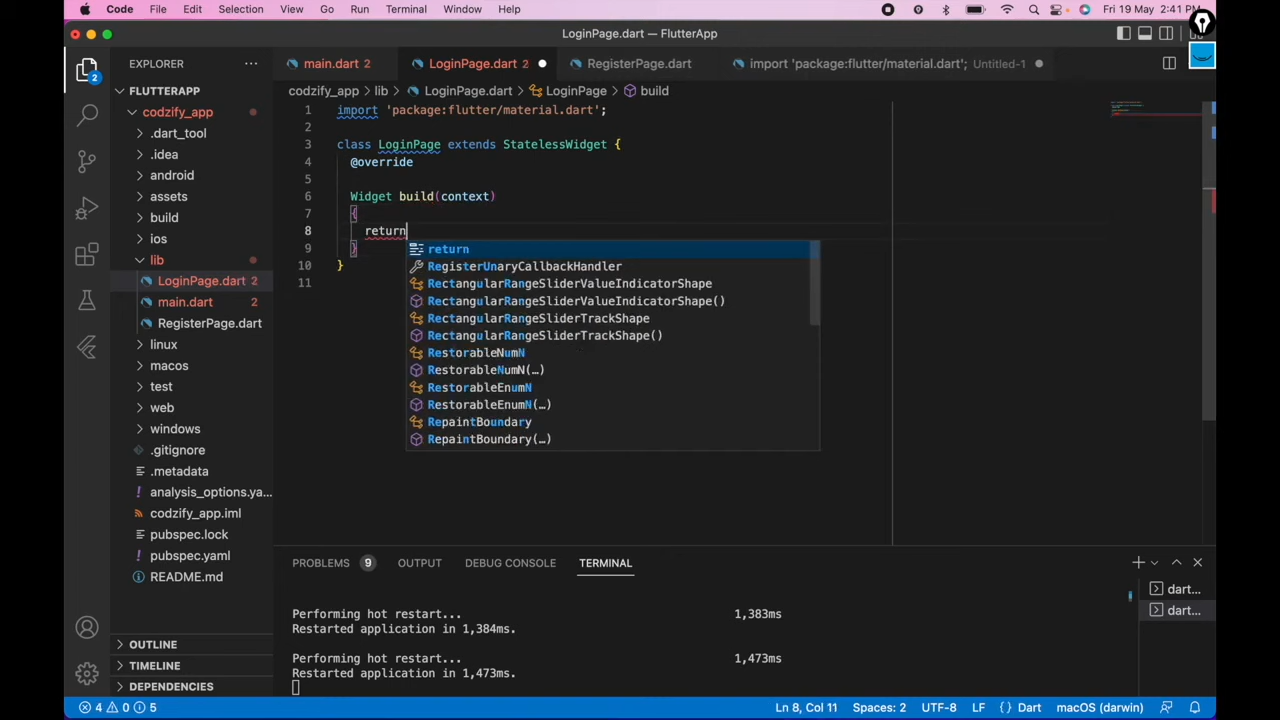 Code File Edit Selection View Go Run Terminal Window Help Fri 19 May 2:41 PM
LoginPage.dart — FlutterApp
EXPLORER
main.dart 2
LoginPage.dart 2
RegisterPage.dart
import 'package:flutter/material.dart'; Untitled-1
codzify_app > lib > LoginPage.dart > LoginPage > build
2
FLUTTERAPP
codzify_app
.dart_tool
.idea
android
assets
build
ios
lib
LoginPage.dart 2
main.dart 2
RegisterPage.dart
linux
macos
test
web
windows
.gitignore
.metadata
analysis_options.ya...
codzify_app.iml
pubspec.lock
pubspec.yaml
README.md
OUTLINE
TIMELINE
DEPENDENCIES
1 import 'package:flutter/material.dart';
2
3 class LoginPage extends StatelessWidget {
4 @override
5
6 Widget build(context)
7 {
8 return
9 }
10 }
11
return
RegisterUnaryCallbackHandler
RectangularRangeSliderValueIndicatorShape
RectangularRangeSliderValueIndicatorShape()
RectangularRangeSliderTrackShape
RectangularRangeSliderTrackShape()
RestorableNumN
RestorableNumN(…)
RestorableEnumN
RestorableEnumN(…)
RepaintBoundary
RepaintBoundary(…)
PROBLEMS 9 OUTPUT DEBUG CONSOLE TERMINAL
Performing hot restart... 1,383ms
Restarted application in 1,384ms.
Performing hot restart... 1,473ms
Restarted application in 1,473ms.
dart...
dart...
4 0 5 Ln 8, Col 11 Spaces: 2 UTF-8 LF { } Dart macOS (darwin)